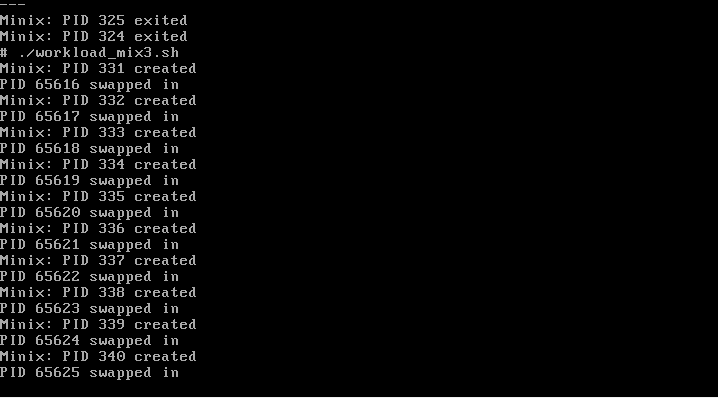 ---
Minix: PID 325 exited
Minix: PID 324 exited
# ./workload_mix3.sh
Minix: PID 331 created
PID 65616 swapped in
Minix: PID 332 created
PID 65617 swapped in
Minix: PID 333 created
PID 65618 swapped in
Minix: PID 334 created
PID 65619 swapped in
Minix: PID 335 created
PID 65620 swapped in
Minix: PID 336 created
PID 65621 swapped in
Minix: PID 337 created
PID 65622 swapped in
Minix: PID 338 created
PID 65623 swapped in
Minix: PID 339 created
PID 65624 swapped in
Minix: PID 340 created
PID 65625 swapped in